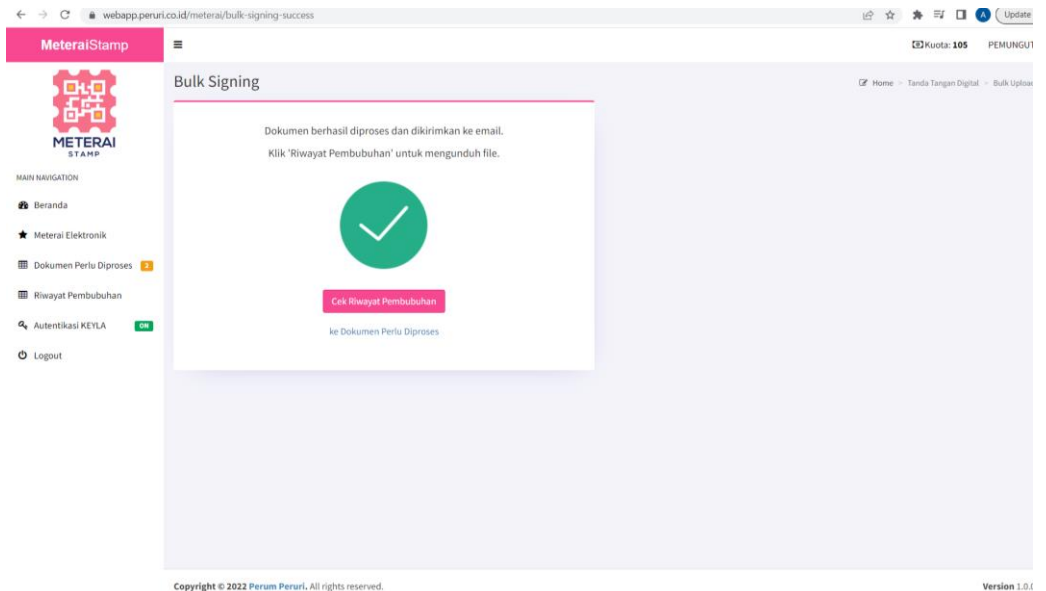 webapp.peruri.co.id/meterai/bulk-signing-success
A
Update
MeteraiStamp
Kuota: 105
PEMUNGUT
METERAI
STAMP
MAIN NAVIGATION
Beranda
Meterai Elektronik
Dokumen Perlu Diproses
Riwayat Pembubuhan
Autentikasi KEYLA ON
Logout
Bulk Signing
Home > Tanda Tangan Digital > Bulk Uploa
Dokumen berhasil diproses dan dikirimkan ke email.
Klik 'Riwayat Pembubuhan' untuk mengunduh file.
Cek Riwayat Pembubuhan
ke Dokumen Perlu Diproses
Copyright © 2022 Perum Peruri. All rights reserved.
Version 1.0.